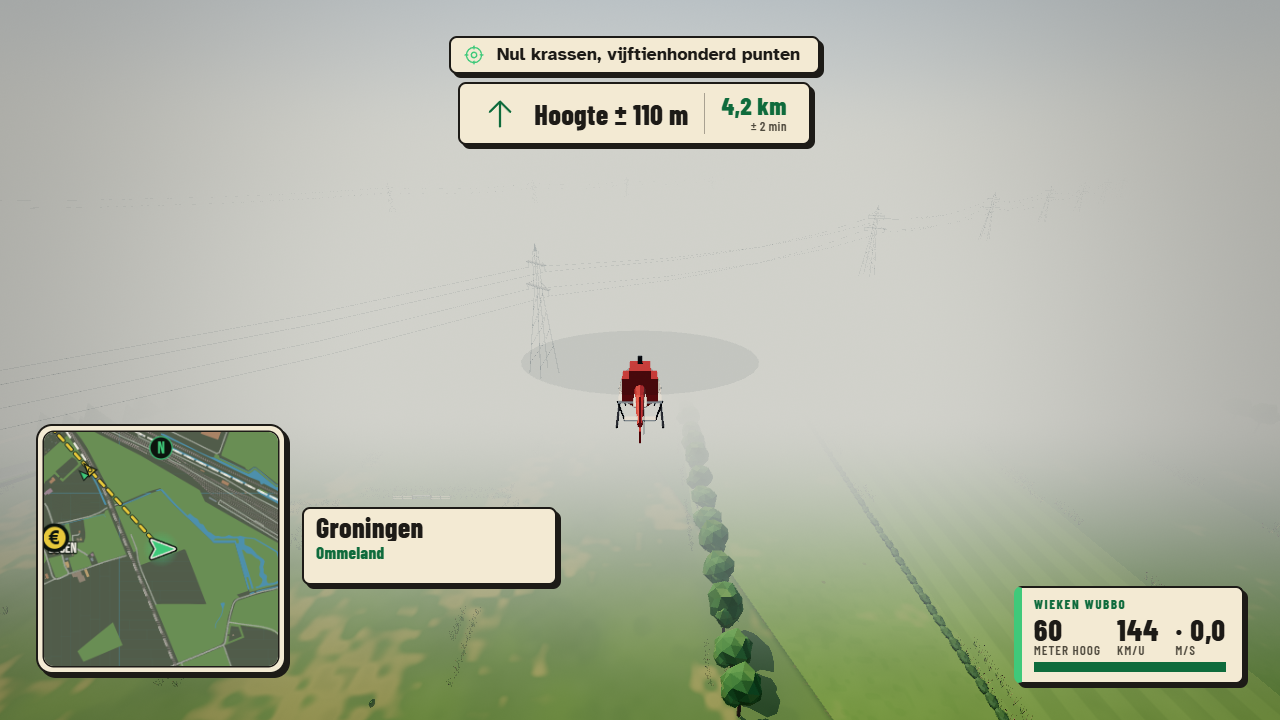 Nul krassen, vijftienhonderd punten
Hoogte ± 110 m
4,2 km
± 2 min
N
€
Groningen
Ommeland
WIEKEN WUBBO
60 144 · 0,0
METER HOOG KM/U M/S